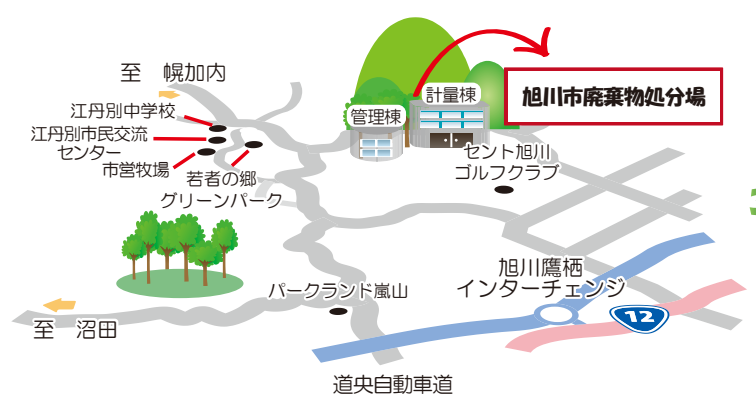 至 幌加内
計量棟
旭川市廃棄物処分場
江丹別中学校
管理棟
江丹別市民交流
センター
市営牧場
若者の郷
グリーンパーク
セント旭川
ゴルフクラブ
旭川鷹栖
インターチェンジ
パークランド嵐山
12
至 沼田
道央自動車道